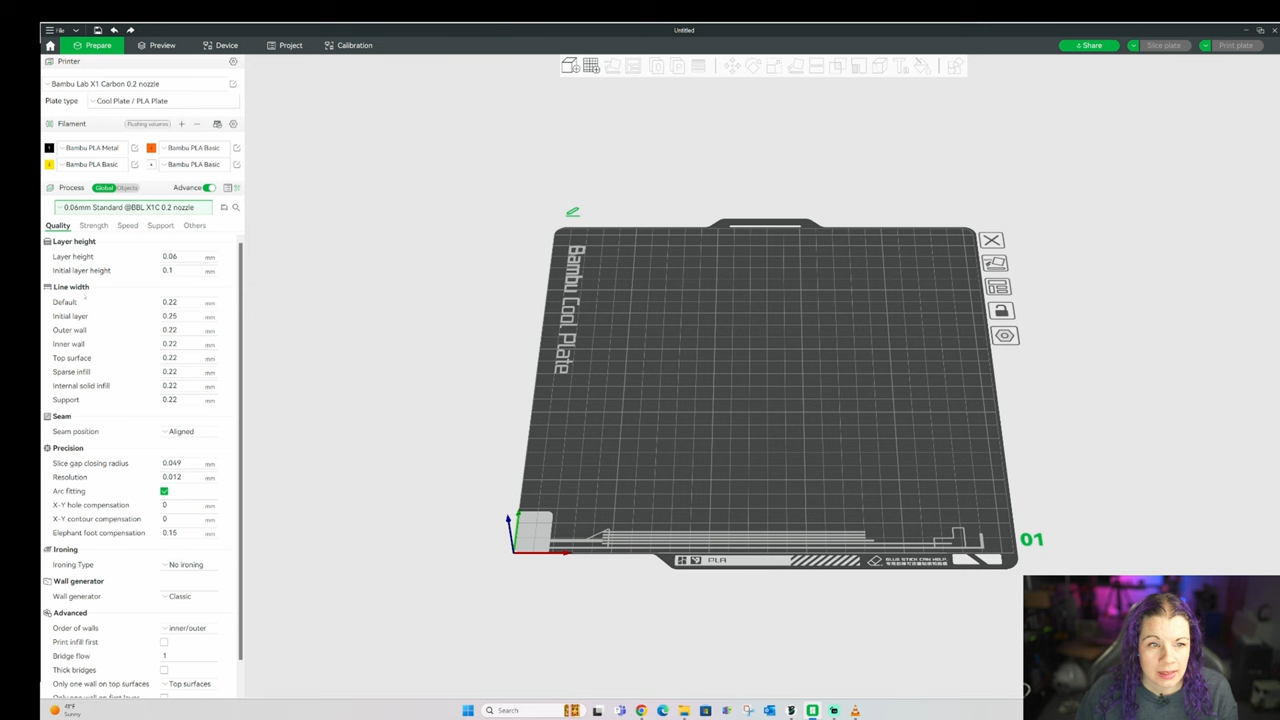 File
Untitled
Prepare
Preview
Device
Project
Calibration
Share
Slice plate
Print plate
Printer
Bambu Lab X1 Carbon 0.2 nozzle
Plate type
Cool Plate / PLA Plate
Filament
Flushing volumes
Bambu PLA Metal
Bambu PLA Basic
Bambu PLA Basic
Bambu PLA Basic
Process
Global
Objects
Advance
0.06mm Standard @BBL X1C 0.2 nozzle
Quality
Strength
Speed
Support
Others
Layer height
Layer height 0.06 mm
Initial layer height 0.1 mm
Line width
Default 0.22 mm
Initial layer 0.25 mm
Outer wall 0.22 mm
Inner wall 0.22 mm
Top surface 0.22 mm
Sparse infill 0.22 mm
Internal solid infill 0.22 mm
Support 0.22 mm
Seam
Seam position Aligned
Precision
Slice gap closing radius 0.049 mm
Resolution 0.012 mm
Arc fitting
X-Y hole compensation 0 mm
X-Y contour compensation 0 mm
Elephant foot compensation 0.15 mm
Ironing
Ironing Type No ironing
Wall generator
Wall generator Classic
Advanced
Order of walls inner/outer
Print infill first
Bridge flow 1
Thick bridges
Only one wall on top surfaces Top surfaces
Bambu Cool Plate
01
PLA
BLUE STICK CAN HELP.
Sunny
Search